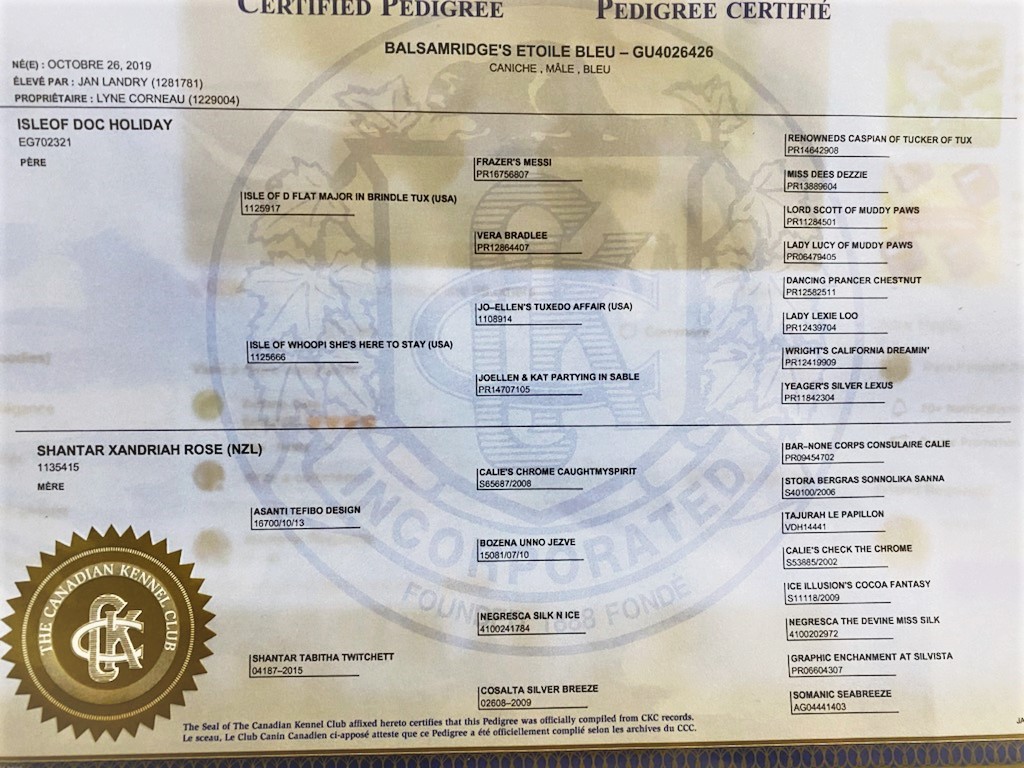 CERTIFIED PEDIGREE PEDIGREE CERTIFIÉ
BALSAMRIDGE'S ETOILE BLEU – GU4026426
CANICHE , MÂLE , BLEU
NÉ(E) : OCTOBRE 26, 2019
ÉLEVÉ PAR : JAN LANDRY (1281781)
PROPRIÉTAIRE : LYNE CORNEAU (1229004)
ISLEOF DOC HOLIDAY
EG702321
PÈRE
ISLE OF D FLAT MAJOR IN BRINDLE TUX (USA)
1125917
ISLE OF WHOOPI SHE'S HERE TO STAY (USA)
1125666
FRAZER'S MESSI
PR16756807
VERA BRADLEE
PR12864407
JO–ELLEN'S TUXEDO AFFAIR (USA)
1108914
JOELLEN & KAT PARTYING IN SABLE
PR14707105
RENOWNEDS CASPIAN OF TUCKER OF TUX
PR14642908
MISS DEES DEZZIE
PR13889604
LORD SCOTT OF MUDDY PAWS
PR11284501
LADY LUCY OF MUDDY PAWS
PR06479405
DANCING PRANCER CHESTNUT
PR12582511
LADY LEXIE LOO
PR12439704
WRIGHT'S CALIFORNIA DREAMIN'
PR12419909
YEAGER'S SILVER LEXUS
PR11842304
SHANTAR XANDRIAH ROSE (NZL)
1135415
MÈRE
ASANTI TEFIBO DESIGN
16700/10/13
SHANTAR TABITHA TWITCHETT
04187–2015
CALIE'S CHROME CAUGHTMYSPIRIT
S65687/2008
BOZENA UNNO JEZVE
15081/07/10
NEGRESCA SILK N ICE
4100241784
COSALTA SILVER BREEZE
02608–2009
BAR–NONE CORPS CONSULAIRE CALIE
PR09454702
STORA BERGRAS SONNOLIKA SANNA
S40100/2006
TAJURAH LE PAPILLON
VDH14441
CALIE'S CHECK THE CHROME
S53885/2002
ICE ILLUSION'S COCOA FANTASY
S11118/2009
NEGRESCA THE DEVINE MISS SILK
4100202972
GRAPHIC ENCHANMENT AT SILVISTA
PR06604307
SOMANIC SEABREEZE
AG04441403
INCORPORATED
FOUNDED 1888 FONDÉ
THE CANADIAN KENNEL CLUB
CKC
The Seal of The Canadian Kennel Club affixed hereto certifies that this Pedigree was officially compiled from CKC records.
Le sceau, Le Club Canin Canadien ci-apposé atteste que ce Pedigree a été officiellement complié selon les archives du CCC.